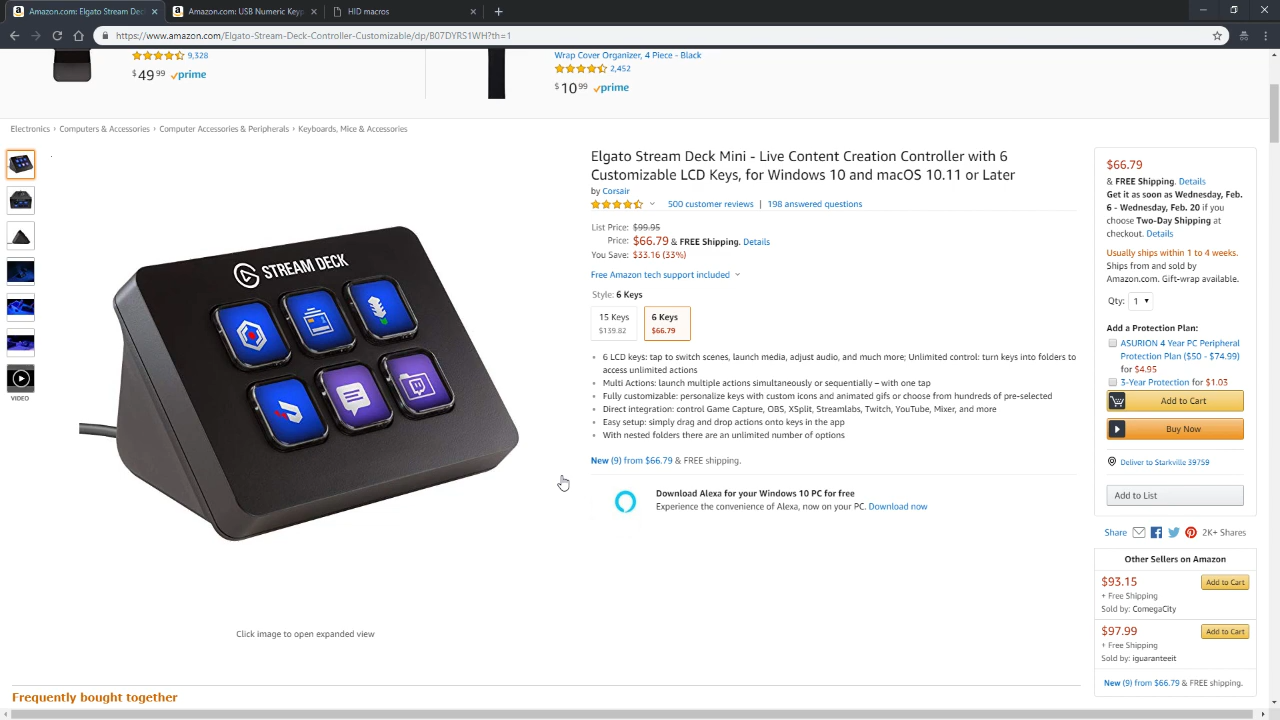 Amazon.com: Elgato Stream Deck
Amazon.com: USB Numeric Keyp
HID macros
https://www.amazon.com/Elgato-Stream-Deck-Controller-Customizable/dp/B07DYRS1WH?th=1
9,328
$49 99 prime
Wrap Cover Organizer, 4 Piece - Black
2,452
$10 99 prime
Electronics › Computers & Accessories › Computer Accessories & Peripherals › Keyboards, Mice & Accessories
VIDEO
STREAM DECK
Click image to open expanded view
Elgato Stream Deck Mini - Live Content Creation Controller with 6
Customizable LCD Keys, for Windows 10 and macOS 10.11 or Later
by Corsair
500 customer reviews | 198 answered questions
List Price: $99.95
Price: $66.79 & FREE Shipping. Details
You Save: $33.16 (33%)
Free Amazon tech support included
Style: 6 Keys
15 Keys
$139.82
6 Keys
$66.79
• 6 LCD keys: tap to switch scenes, launch media, adjust audio, and much more; Unlimited control: turn keys into folders to
access unlimited actions
• Multi Actions: launch multiple actions simultaneously or sequentially – with one tap
• Fully customizable: personalize keys with custom icons and animated gifs or choose from hundreds of pre-selected
• Direct integration: control Game Capture, OBS, XSplit, Streamlabs, Twitch, YouTube, Mixer, and more
• Easy setup: simply drag and drop actions onto keys in the app
• With nested folders there are an unlimited number of options
New (9) from $66.79 & FREE shipping.
Download Alexa for your Windows 10 PC for free
Experience the convenience of Alexa, now on your PC. Download now
$66.79
& FREE Shipping. Details
Get it as soon as Wednesday, Feb.
6 - Wednesday, Feb. 20 if you
choose Two-Day Shipping at
checkout. Details
Usually ships within 1 to 4 weeks.
Ships from and sold by
Amazon.com. Gift-wrap available.
Qty: 1
Add a Protection Plan:
ASURION 4 Year PC Peripheral
Protection Plan ($50 - $74.99)
for $4.95
3-Year Protection for $1.03
Add to Cart
Buy Now
Deliver to Starkville 39759
Add to List
Share 2K+ Shares
Other Sellers on Amazon
$93.15 Add to Cart
+ Free Shipping
Sold by: ComegaCity
$97.99 Add to Cart
+ Free Shipping
Sold by: iguaranteeit
New (9) from $66.79 & FREE shipping.
Frequently bought together